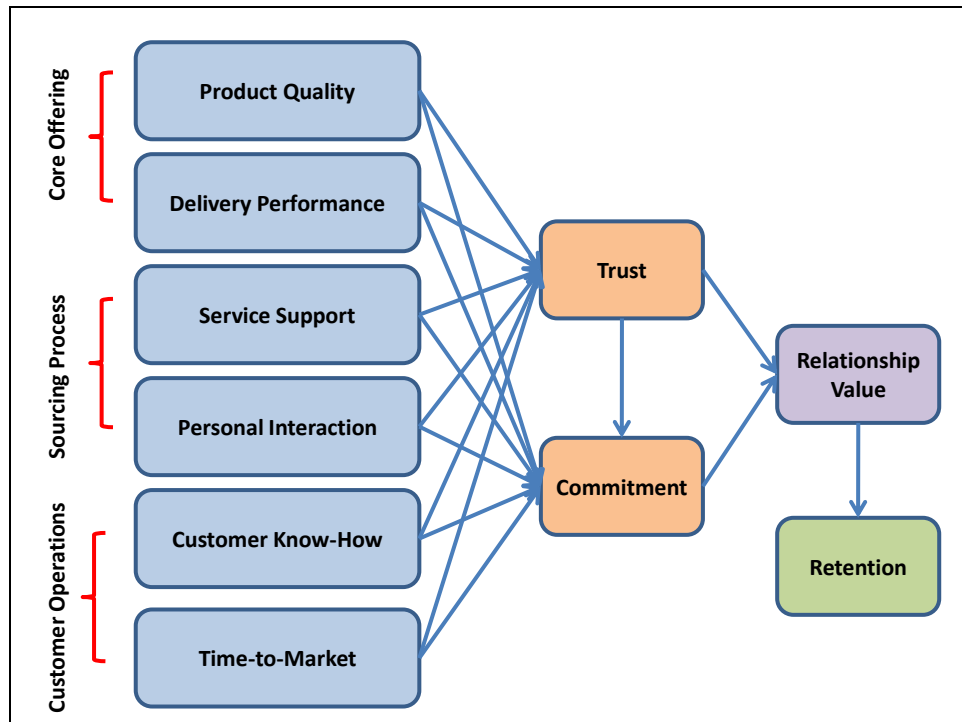 Core Offering
Product Quality
Delivery Performance
Sourcing Process
Service Support
Personal Interaction
Customer Operations
Customer Know-How
Time-to-Market
Trust
Commitment
Relationship
Value
Retention